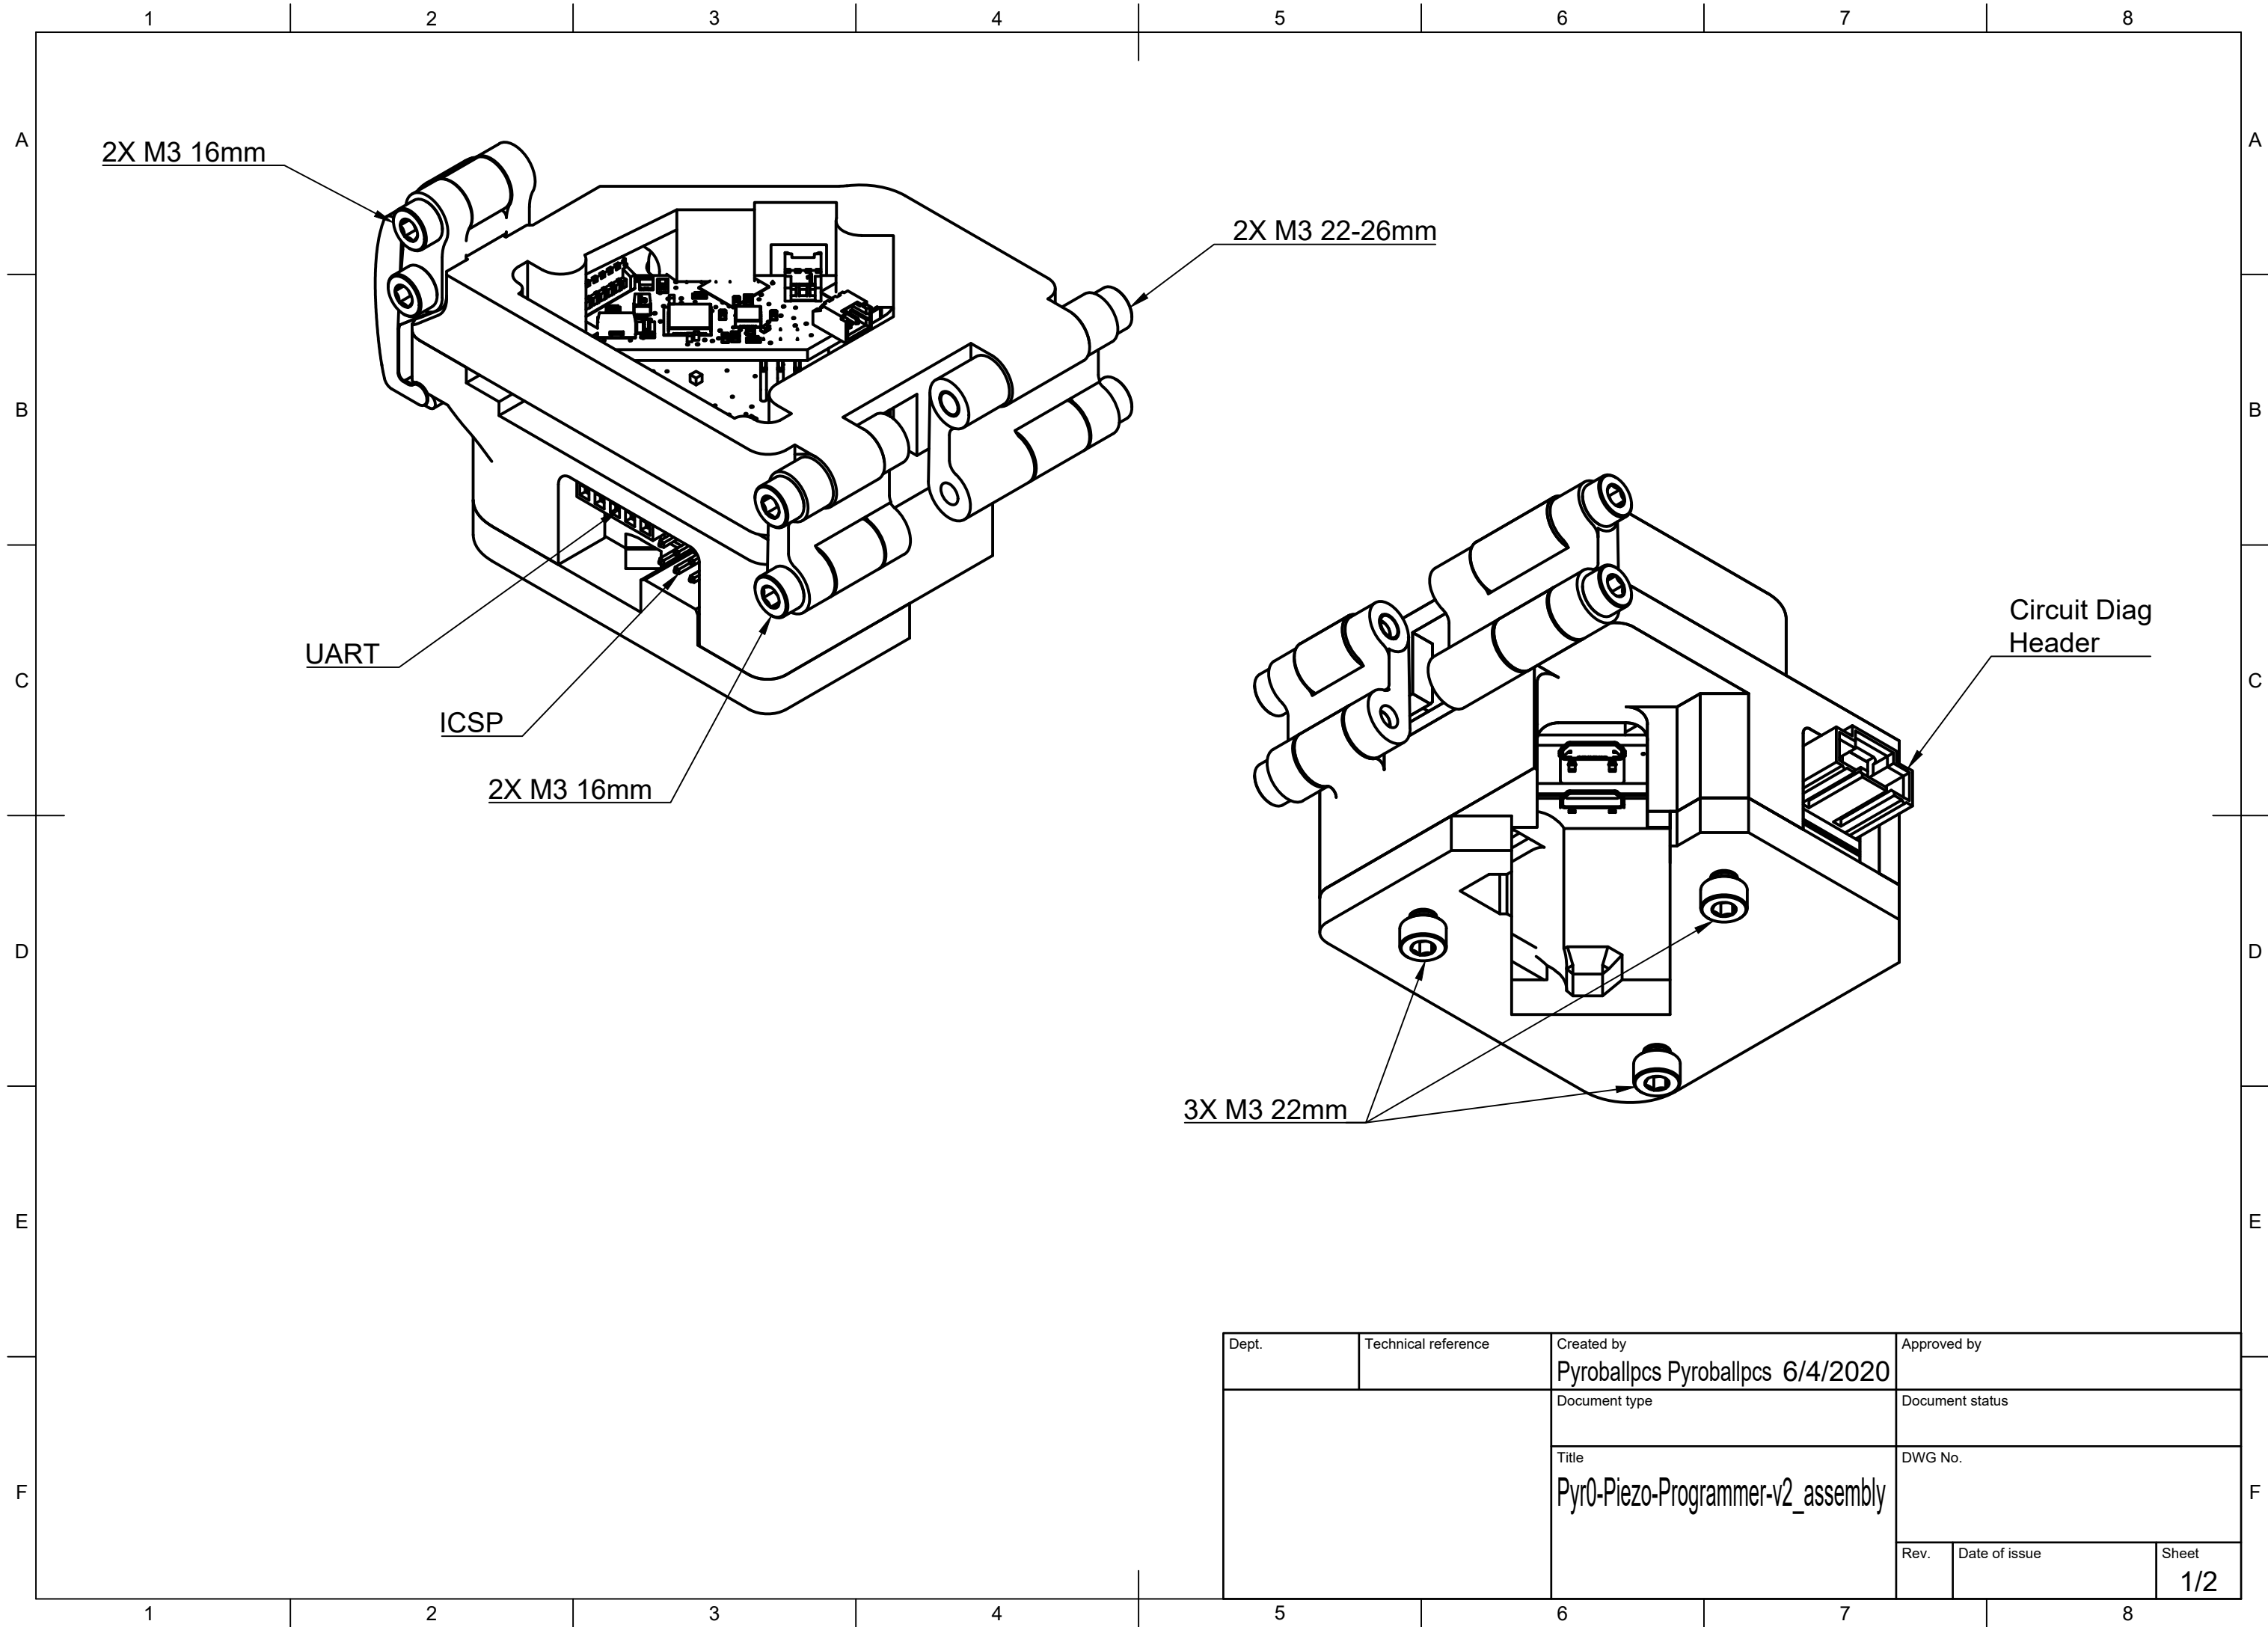 1 2 3 4 5 6 7 8
A A
2X M3 16mm
2X M3 22-26mm
B B
Circuit Diag
Header
UART
C C
ICSP
2X M3 16mm
D D
3X M3 22mm
E E
Dept. Technical reference Created by Approved by
Pyroballpcs Pyroballpcs 6/4/2020
Document type Document status
Title DWG No.
Pyr0-Piezo-Programmer-v2_assembly
F F
Rev. Date of issue Sheet
1/2
1 2 3 4 5 6 7 8